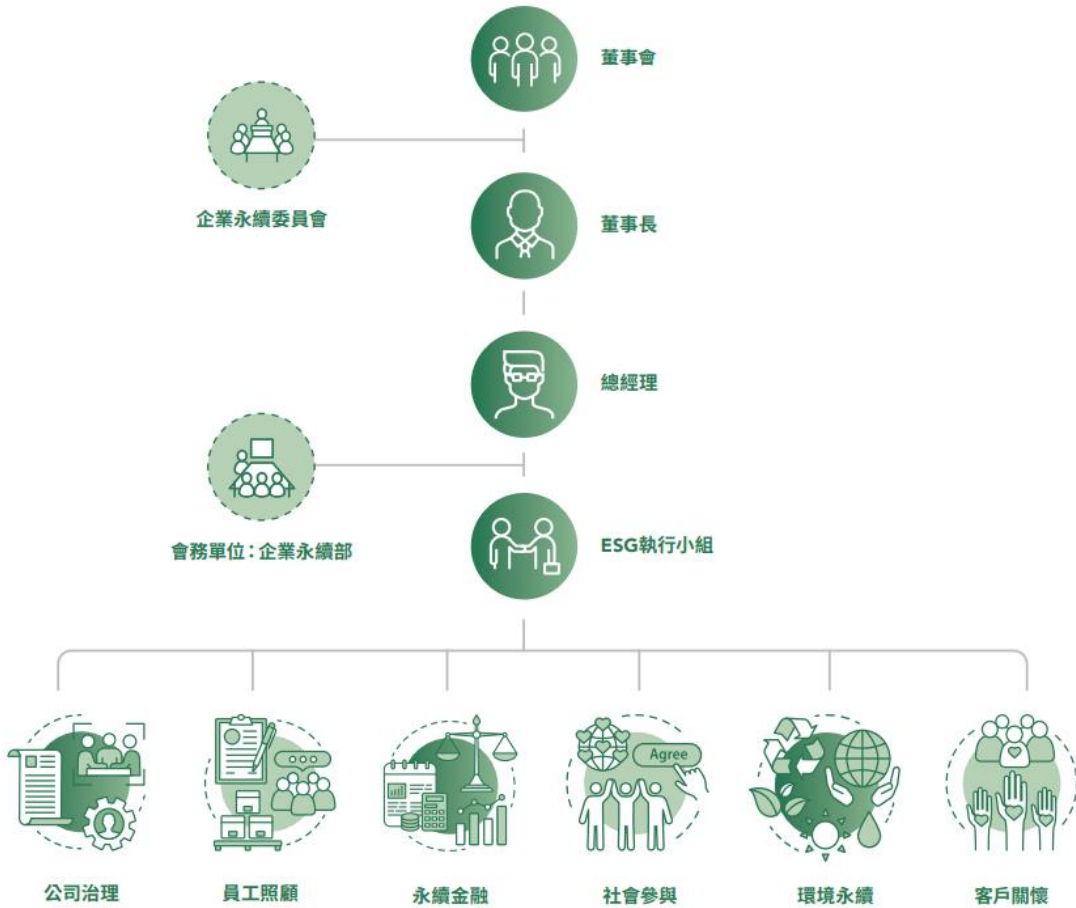 董事會
企業永續委員會
董事長
總經理
會務單位：企業永續部
ESG執行小組
Agree
公司治理
員工照顧
永續金融
社會參與
環境永續
客戶關懷